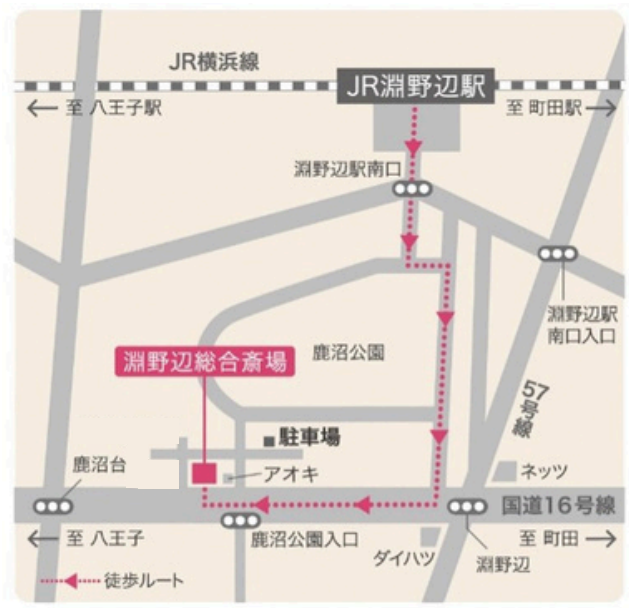 JR横浜線
JR淵野辺駅
← 至 八王子駅
至 町田駅 →
淵野辺駅南口
淵野辺駅
南口入口
鹿沼公園
淵野辺総合斎場
57号線
駐車場
鹿沼台
アオキ
ネッツ
国道16号線
← 至 八王子
鹿沼公園入口
至 町田 →
ダイハツ
淵野辺
徒歩ルート